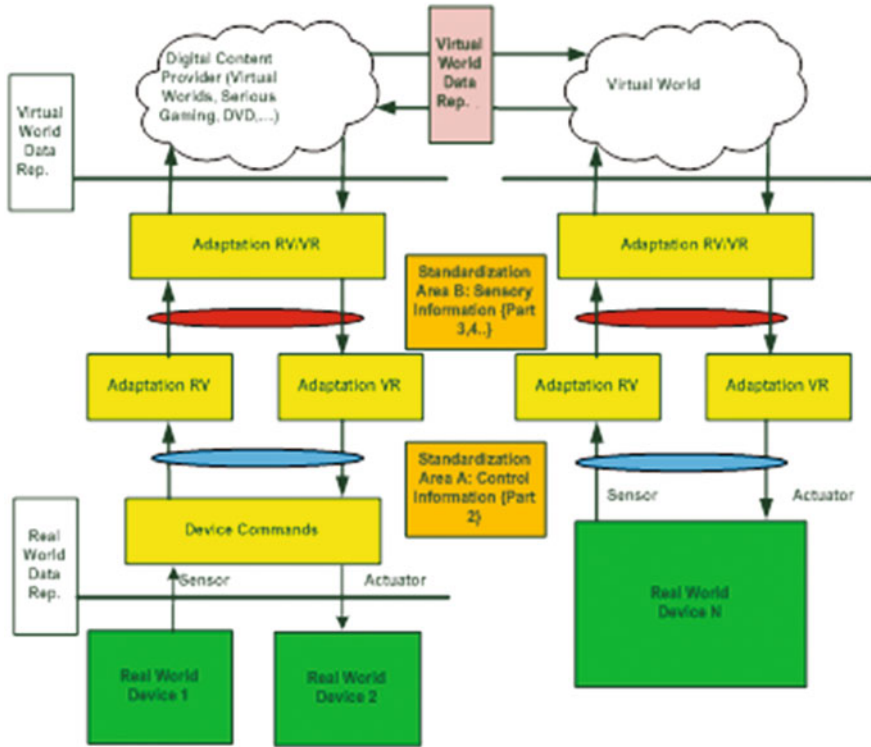 Digital Content
Provider (Virtual
Worlds, Serious
Gaming, DVD,...)
Virtual
World
Data
Rep. .
Virtual World
Virtual
World
Data
Rep.
Adaptation RV/VR
Adaptation RV/VR
Standardization
Area B: Sensory
Information {Part
3,4..}
Adaptation RV
Adaptation VR
Adaptation RV
Adaptation VR
Standardization
Area A: Control
Information {Part
2}
Sensor
Actuator
Real
World
Data
Rep.
Device Commands
Sensor
Actuator
Real World
Device N
Real World
Device 1
Real World
Device 2